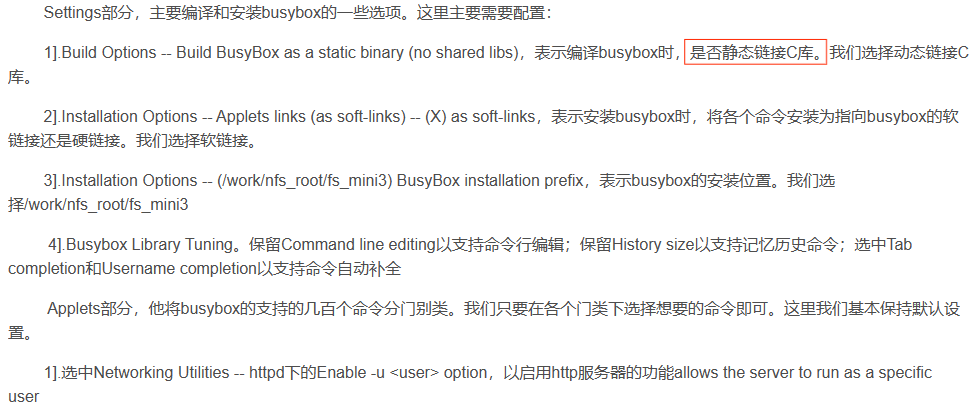 Settings部分，主要编译和安装busybox的一些选项。这里主要需要配置：
1].Build Options -- Build BusyBox as a static binary (no shared libs)，表示编译busybox时，是否静态链接C库。我们选择动态链接C
库。
2].Installation Options -- Applets links (as soft-links) -- (X) as soft-links，表示安装busybox时，将各个命令安装为指向busybox的软
链接还是硬链接。我们选择软链接。
3].Installation Options -- (/work/nfs_root/fs_mini3) BusyBox installation prefix，表示busybox的安装位置。我们选
择/work/nfs_root/fs_mini3
4].Busybox Library Tuning。保留Command line editing以支持命令行编辑；保留History size以支持记忆历史命令；选中Tab
completion和Username completion以支持命令自动补全
Applets部分，他将busybox的支持的几百个命令分门别类。我们只要在各个门类下选择想要的命令即可。这里我们基本保持默认设
置。
1].选中Networking Utilities -- httpd下的Enable -u <user> option，以启用http服务器的功能allows the server to run as a specific
user